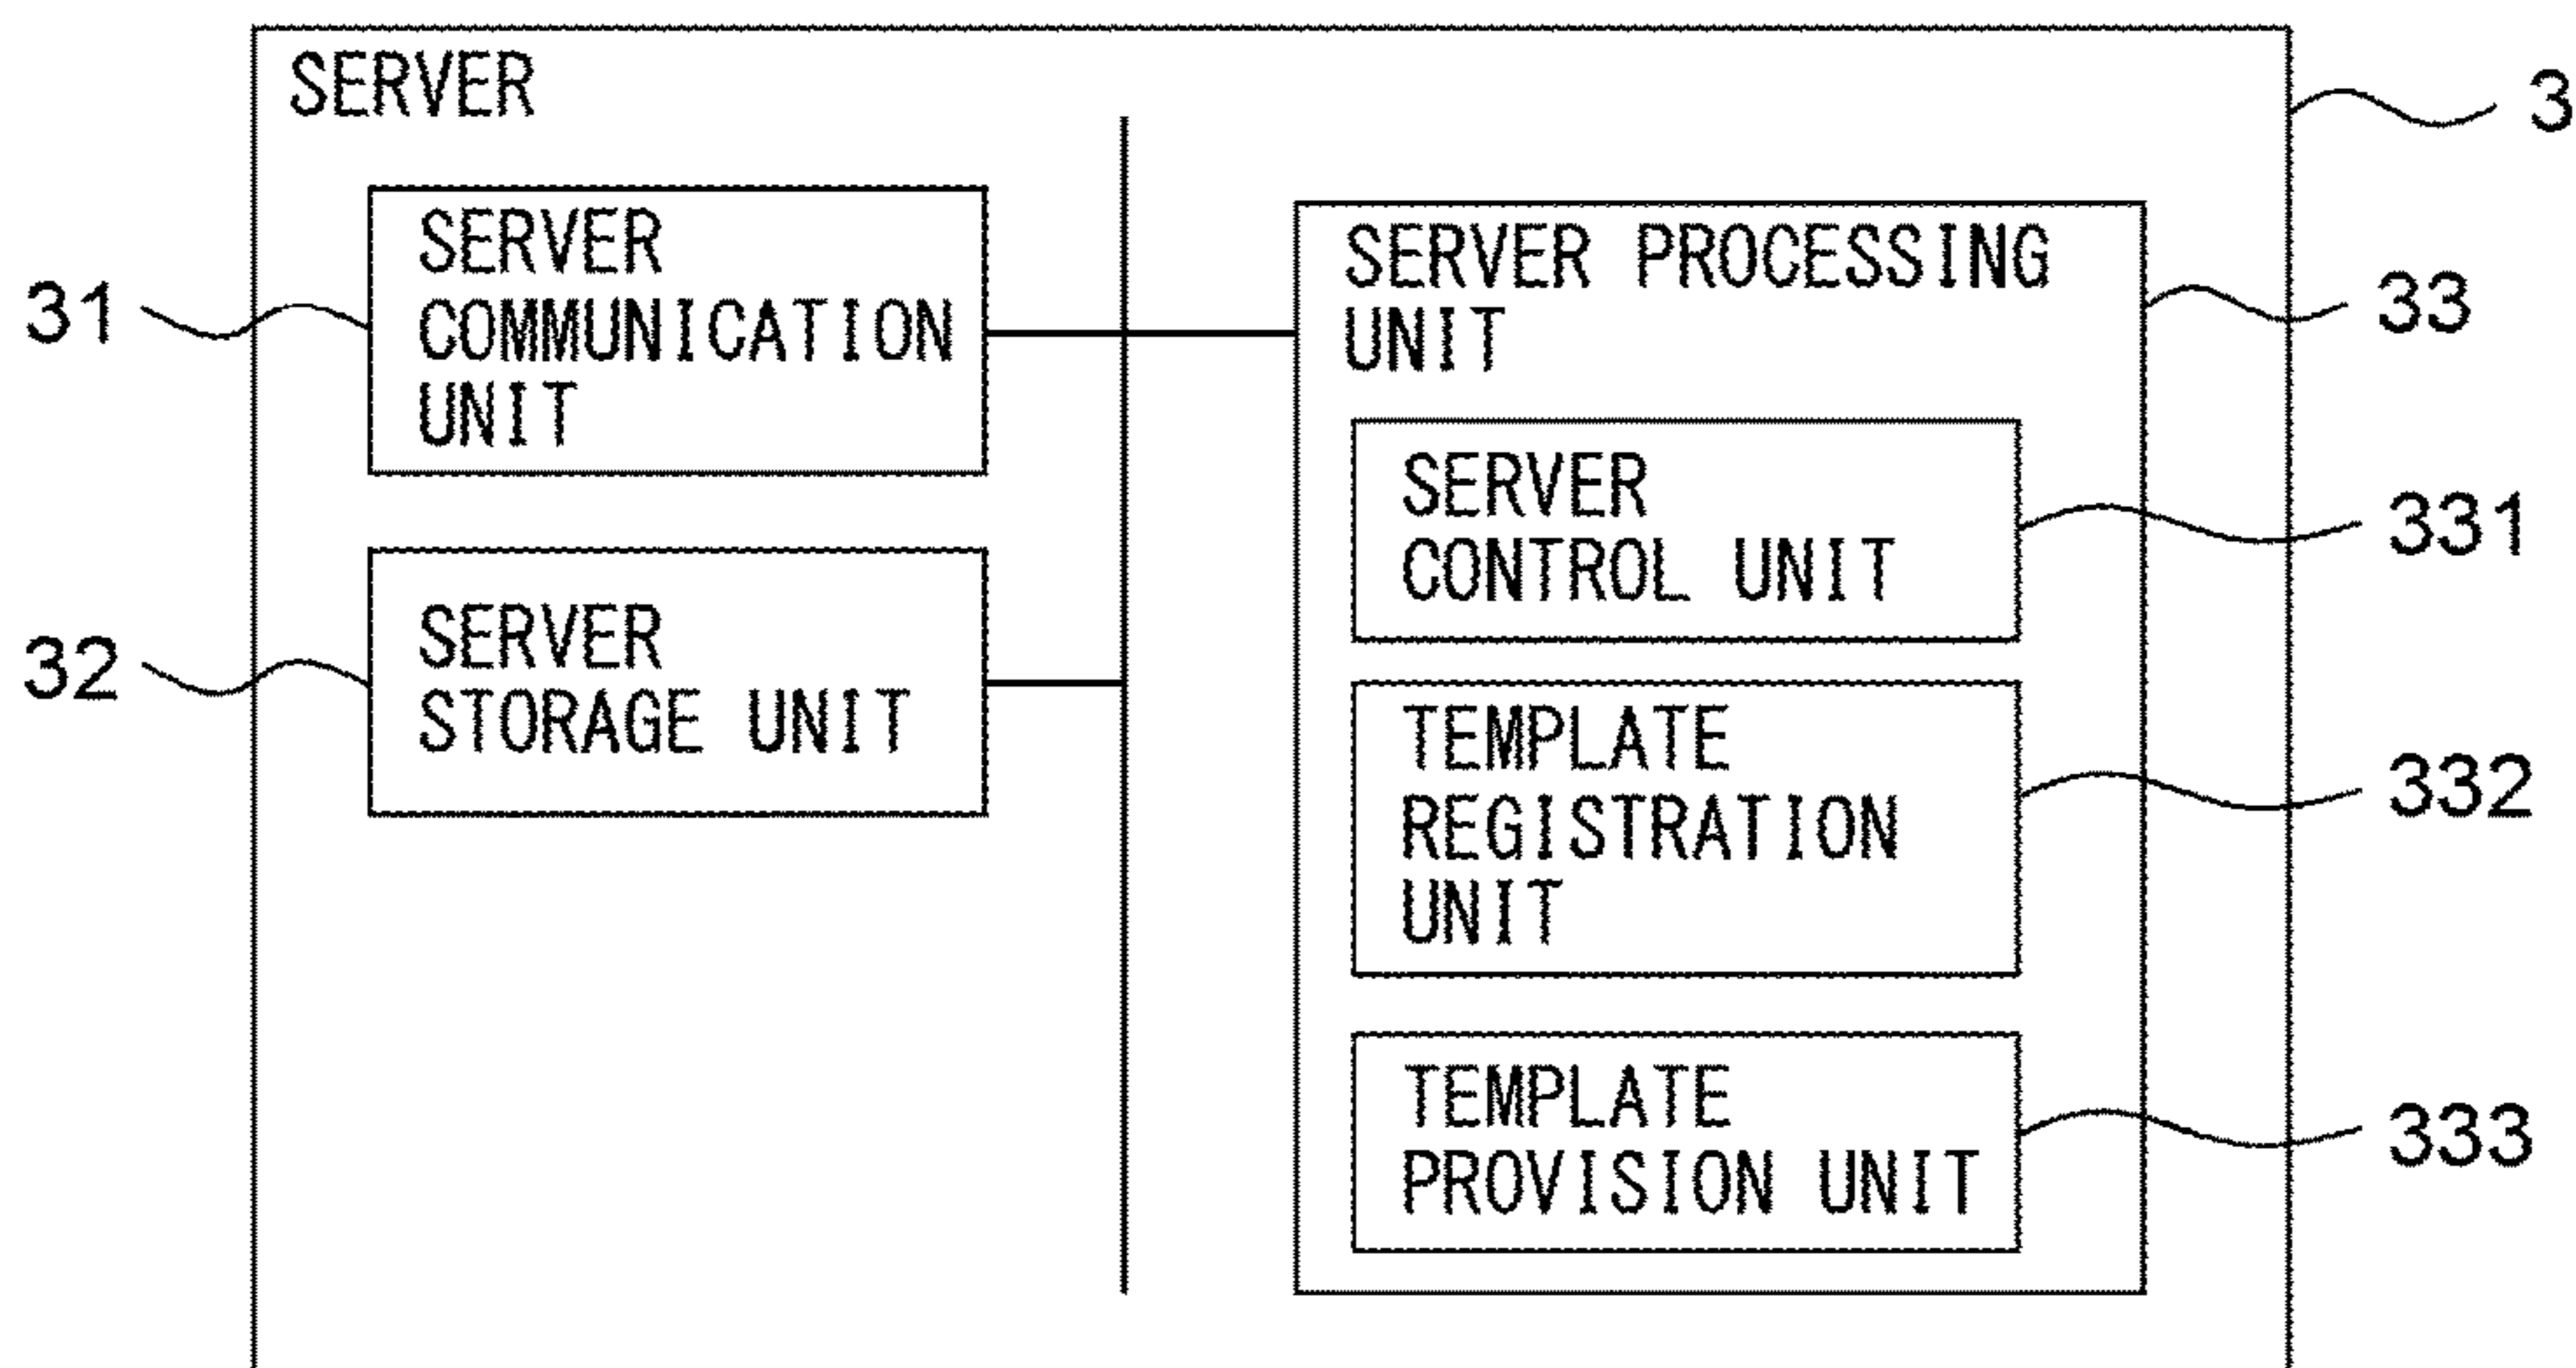 SERVER
3
SERVER
COMMUNICATION
UNIT
31
SERVER
STORAGE UNIT
32
SERVER PROCESSING
UNIT
33
SERVER
CONTROL UNIT
331
TEMPLATE
REGISTRATION
UNIT
332
TEMPLATE
PROVISION UNIT
333